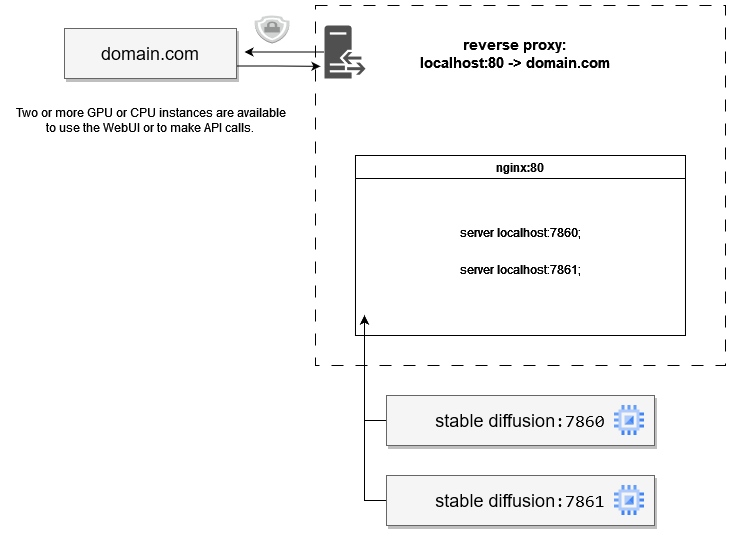 domain.com
reverse proxy:
localhost:80 -> domain.com
Two or more GPU or CPU instances are available
to use the WebUI or to make API calls.
nginx:80
server localhost:7860;
server localhost:7861;
stable diffusion:7860
stable diffusion:7861